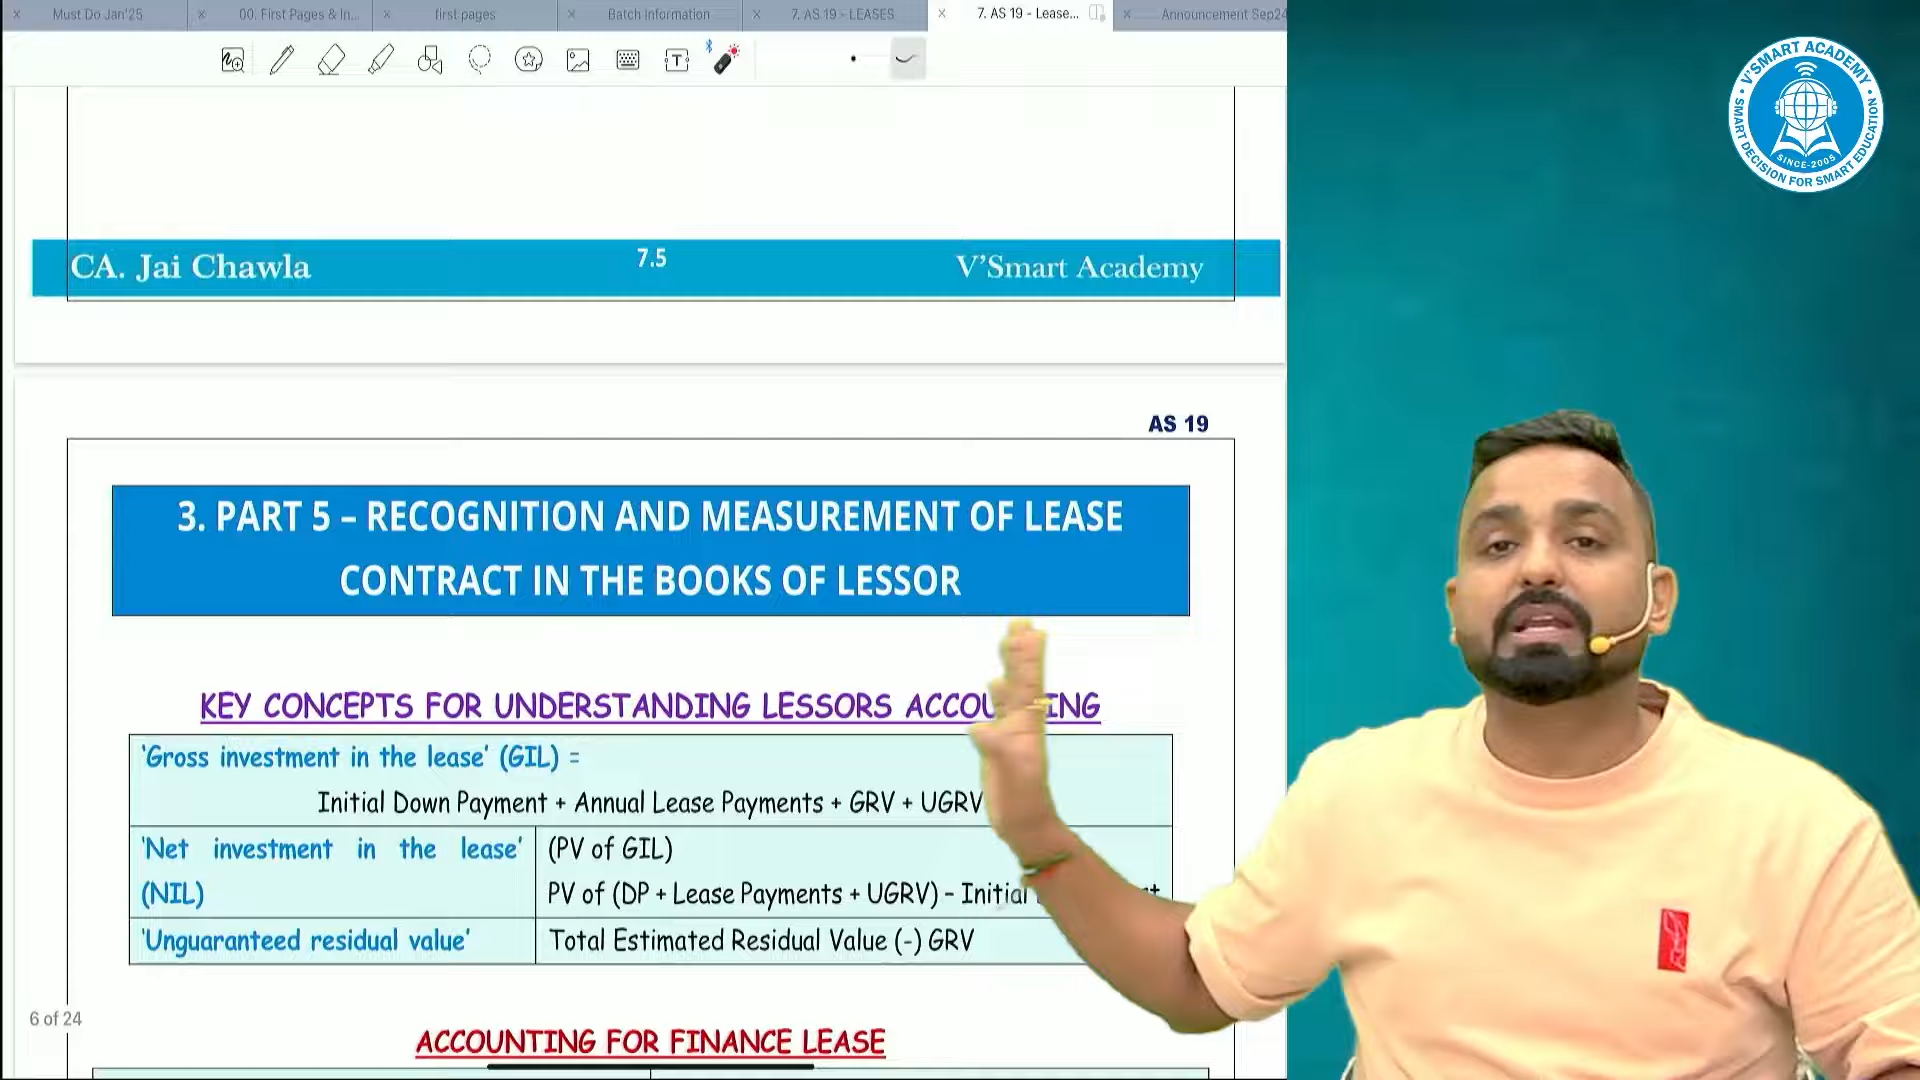 Must Do Jan'25
00. First Pages & In...
first pages
Batch Information
7. AS 19 - LEASES
7. AS 19 - Lease...
Announcement Sep24
CA. Jai Chawla
7.5
V'Smart Academy
AS 19
3. PART 5 – RECOGNITION AND MEASUREMENT OF LEASE
CONTRACT IN THE BOOKS OF LESSOR
KEY CONCEPTS FOR UNDERSTANDING LESSORS
'Gross investment in the lease' (GIL) =
Initial Down Payment + Annual Lease Payments + GRV + UGRV
'Net investment in the lease'
(NIL)
(PV of GIL)
PV of (DP + Lease Payments + UGRV) – Initial
'Unguaranteed residual value'
Total Estimated Residual Value (-) GRV
6 of 24
ACCOUNTING FOR FINANCE LEASE
V'SMART ACADEMY
SMART DECISION FOR SMART EDUCATION
SINCE-2005